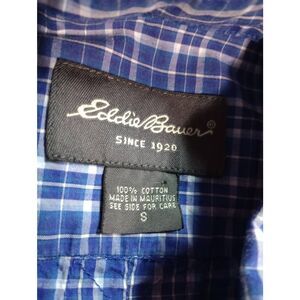 Eddie Bauer
SINCE 1920
100% COTTON
MADE IN MAURITIUS
SEE SIDE FOR CARE
S